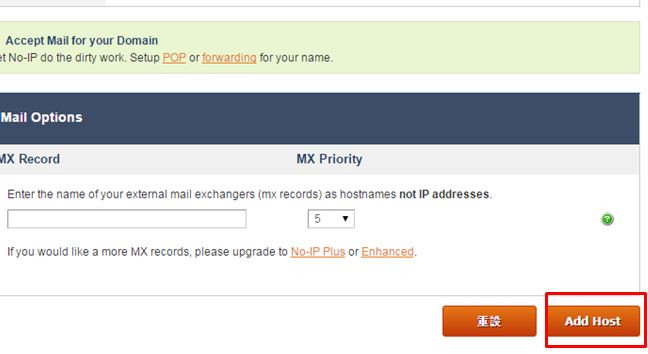 Accept Mail for your Domain
et No-IP do the dirty work. Setup POP or forwarding for your name.
Mail Options
MX Record MX Priority
Enter the name of your external mail exchangers (mx records) as hostnames not IP addresses.
5
?
If you would like a more MX records, please upgrade to No-IP Plus or Enhanced.
重設 Add Host